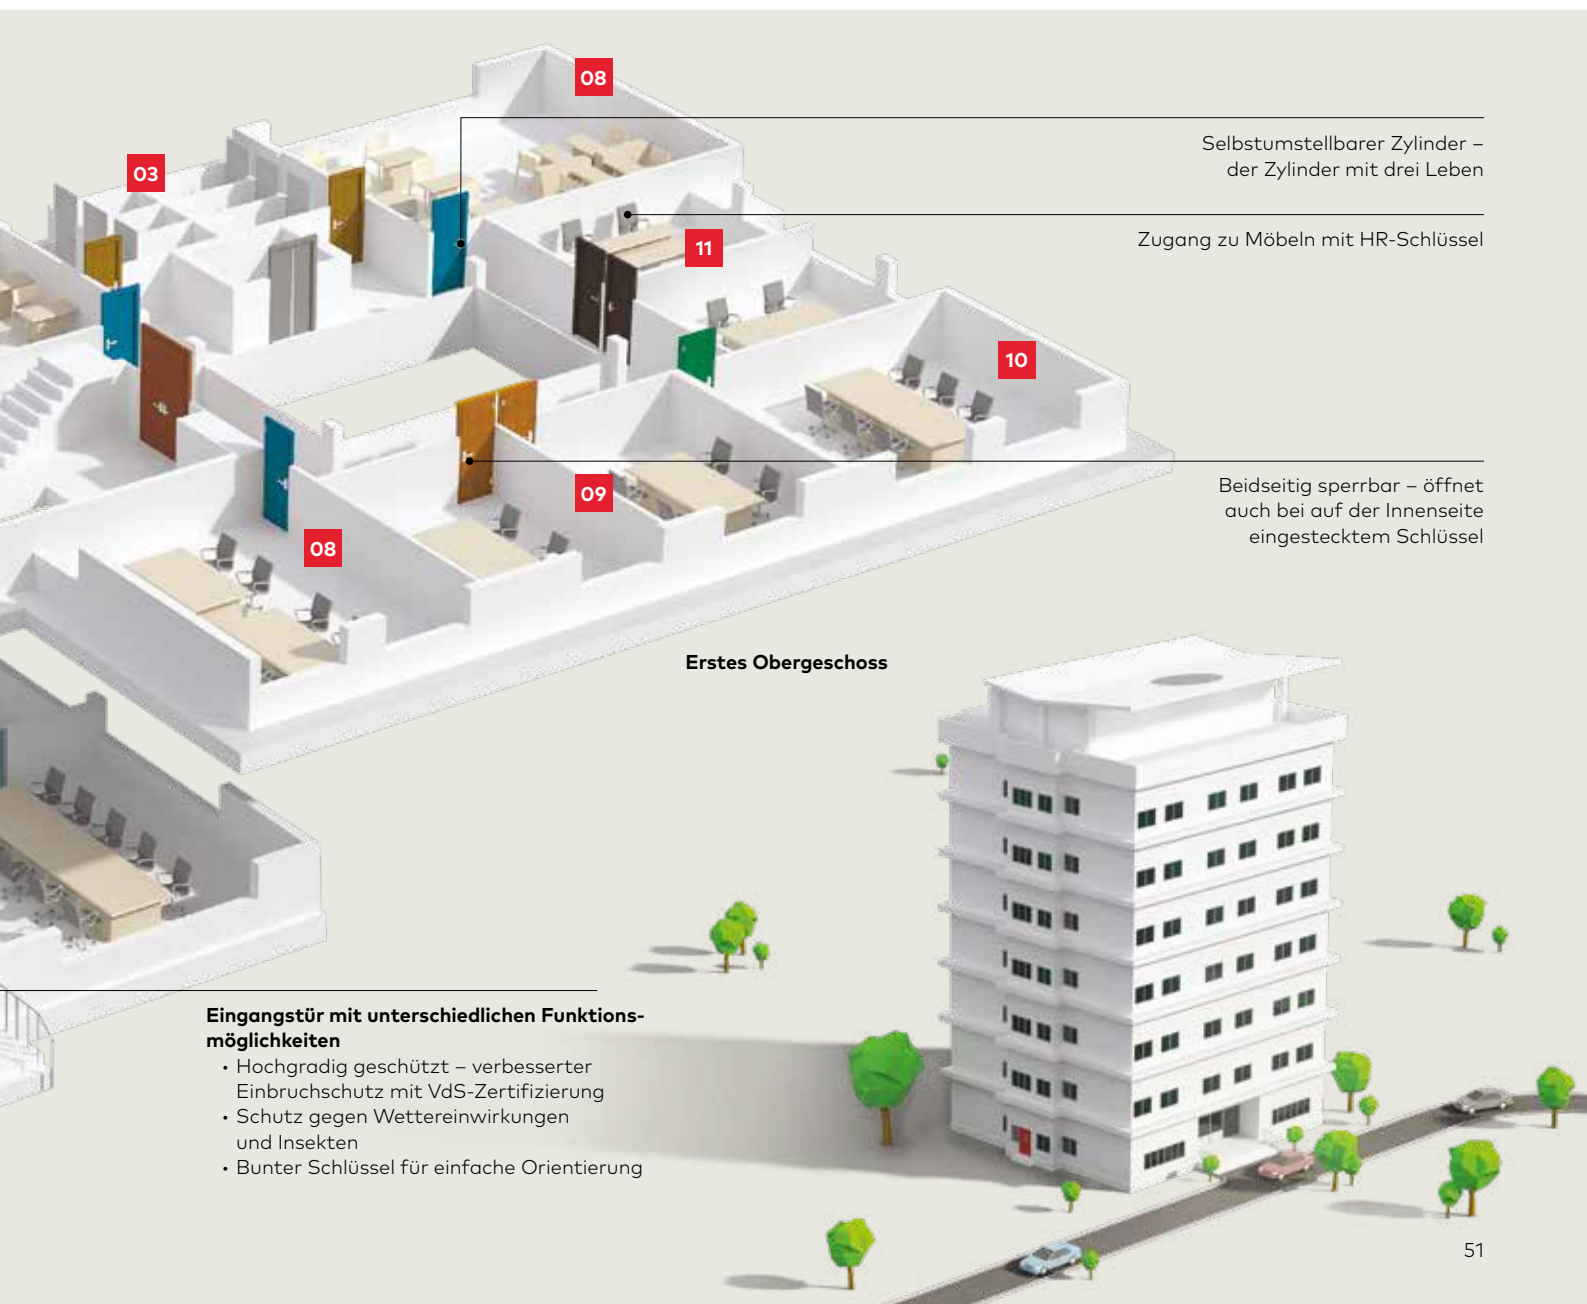 08
03
Selbstumstellbarer Zylinder –
der Zylinder mit drei Leben
Zugang zu Möbeln mit HR-Schlüssel
11
10
Beidseitig sperrbar – öffnet
auch bei auf der Innenseite
eingestecktem Schlüssel
09
08
Erstes Obergeschoss
Eingangstür mit unterschiedlichen Funktions-
möglichkeiten
• Hochgradig geschützt – verbesserter
Einbruchschutz mit VdS-Zertifizierung
• Schutz gegen Wettereinwirkungen
und Insekten
• Bunter Schlüssel für einfache Orientierung
51